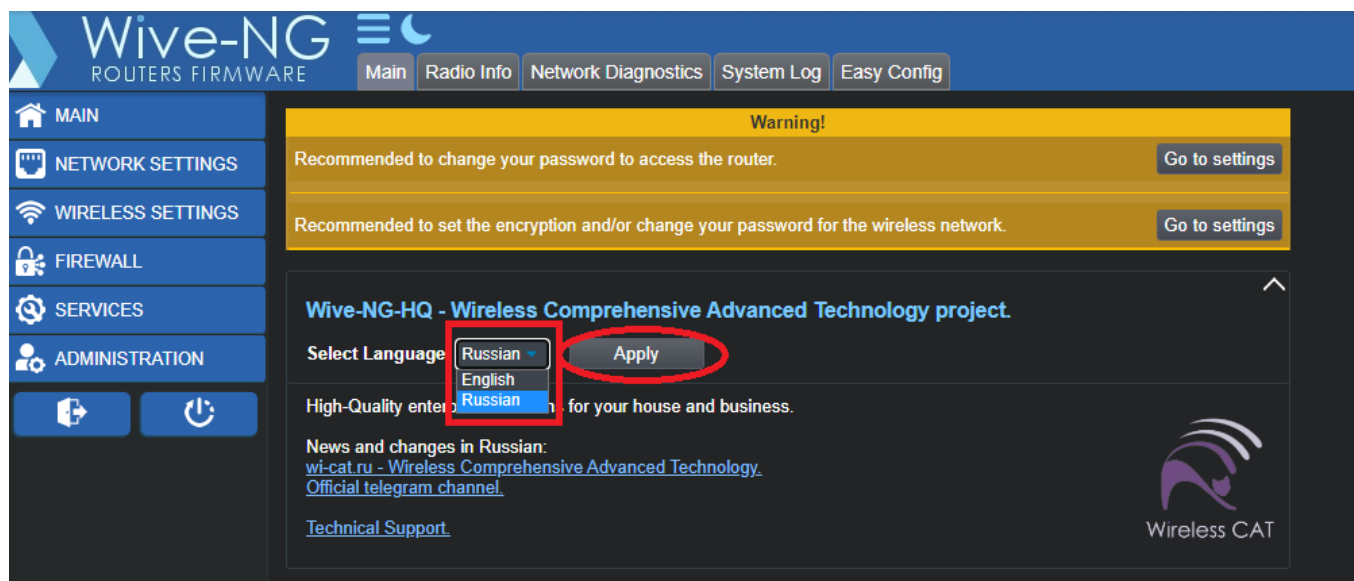 Wive-NG
ROUTERS FIRMWARE
Main Radio Info Network Diagnostics System Log Easy Config
MAIN
NETWORK SETTINGS
WIRELESS SETTINGS
FIREWALL
SERVICES
ADMINISTRATION
Warning!
Recommended to change your password to access the router. Go to settings
Recommended to set the encryption and/or change your password for the wireless network. Go to settings
Wive-NG-HQ - Wireless Comprehensive Advanced Technology project.
Select Language Russian Apply
English
Russian
High-Quality for your house and business.
News and changes in Russian:
wi-cat.ru - Wireless Comprehensive Advanced Technology.
Official telegram channel.
Technical Support.
Wireless CAT